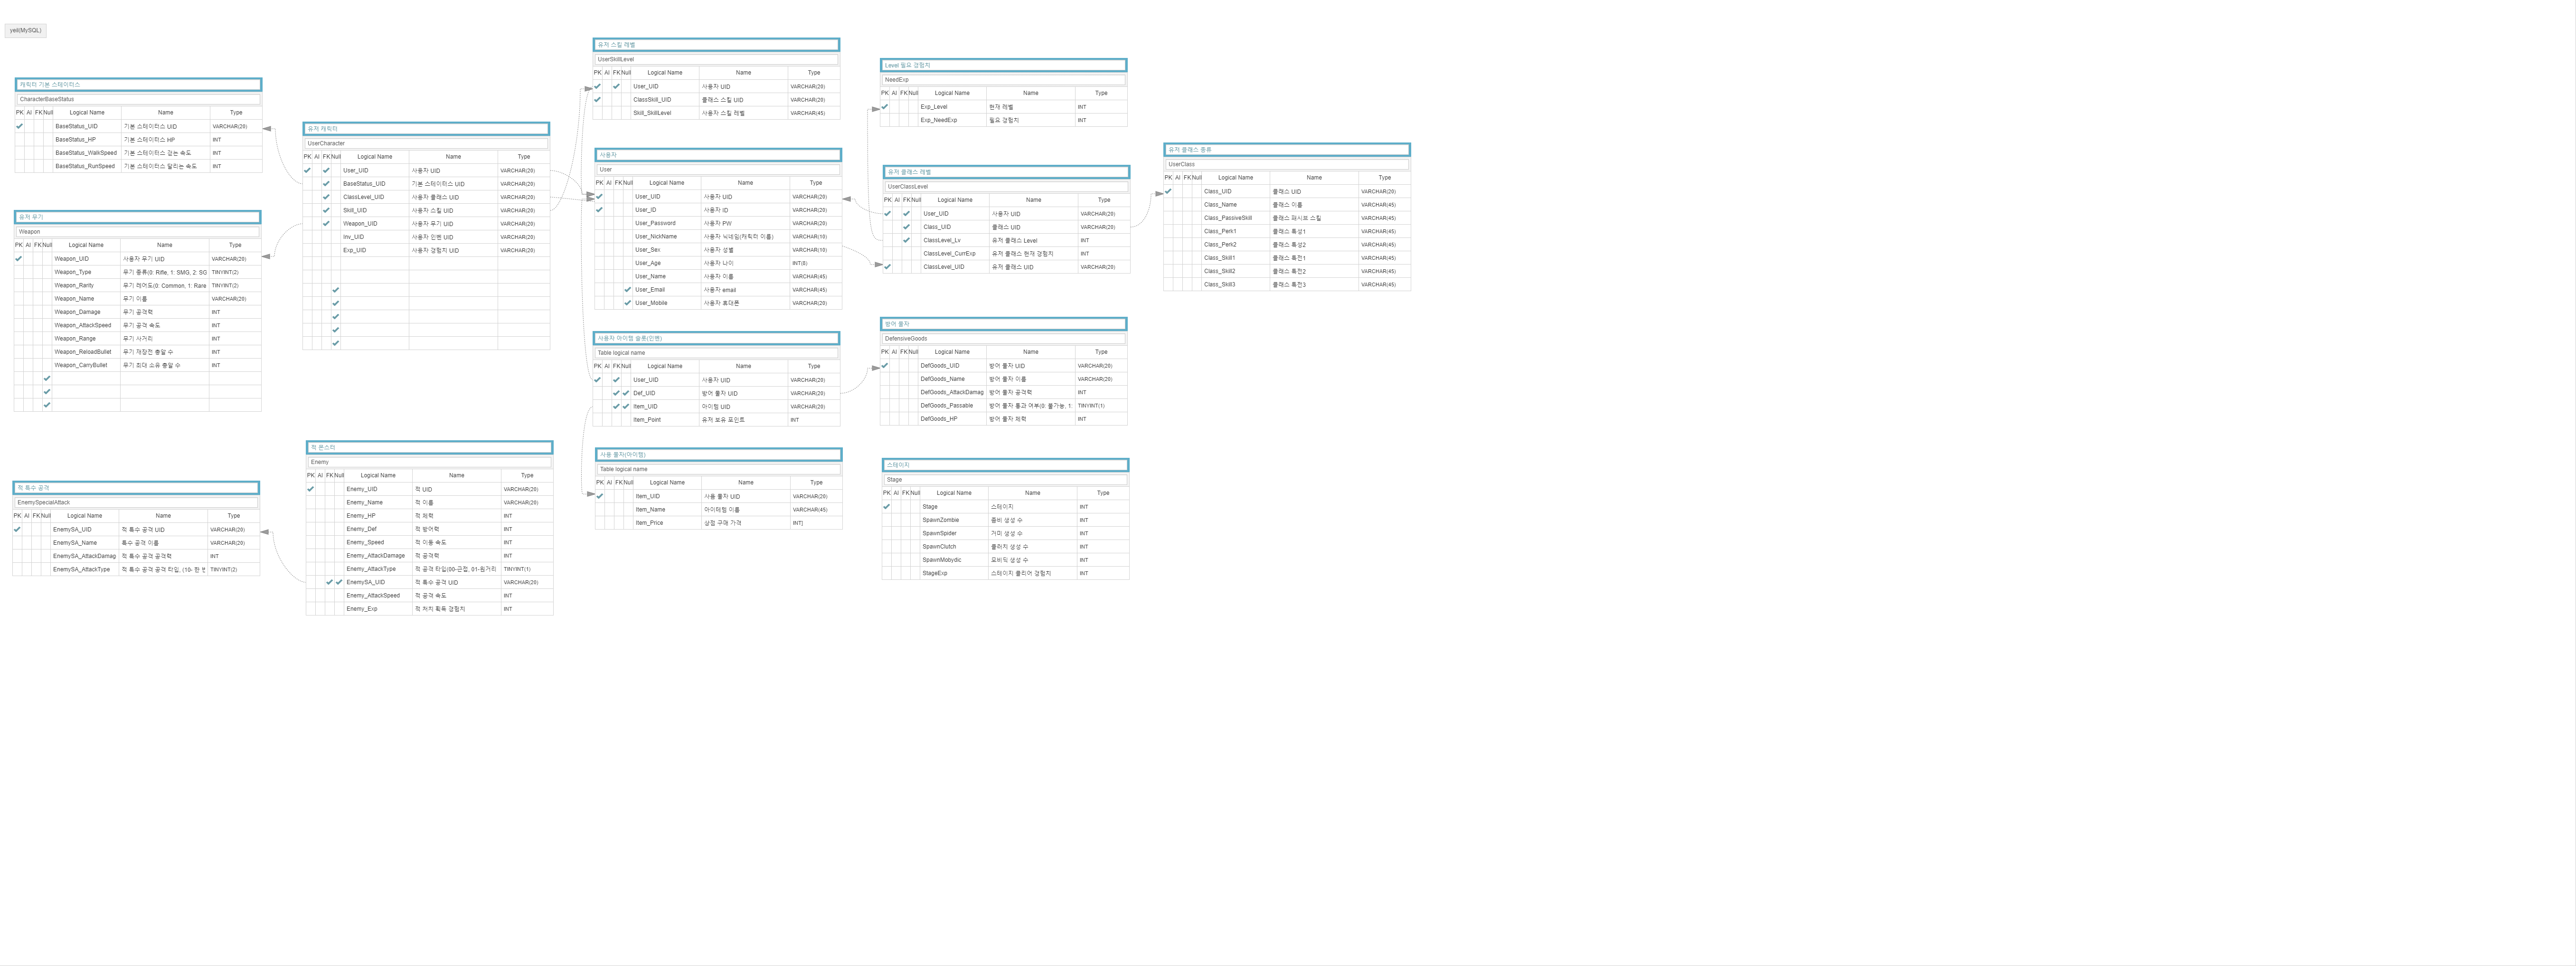 yeil(MySQL)
캐릭터 기본 스테이터스
CharacterBaseStatus
PK AI FK Null Logical Name Name Type
BaseStatus_UID 기본 스테이터스 UID VARCHAR(20)
BaseStatus_HP 기본 스테이터스 HP INT
BaseStatus_WalkSpeed 기본 스테이터스 걷는 속도 INT
BaseStatus_RunSpeed 기본 스테이터스 달리는 속도 INT
유저 무기
Weapon
PK AI FK Null Logical Name Name Type
Weapon_UID 사용자 무기 UID VARCHAR(20)
Weapon_Type 무기 종류(0: Rifle, 1: SMG, 2: SG TINYINT(2)
Weapon_Rarity 무기 레어도(0: Common, 1: Rare TINYINT(2)
Weapon_Name 무기 이름 VARCHAR(20)
Weapon_Damage 무기 공격력 INT
Weapon_AttackSpeed 무기 공격 속도 INT
Weapon_Range 무기 사거리 INT
Weapon_ReloadBullet 무기 재장전 총알 수 INT
Weapon_CarryBullet 무기 최대 소유 총알 수 INT
적 특수 공격
EnemySpecialAttack
PK AI FK Null Logical Name Name Type
EnemySA_UID 적 특수 공격 UID VARCHAR(20)
EnemySA_Name 특수 공격 이름 VARCHAR(20)
EnemySA_AttackDamag 적 특수 공격 공격력 INT
EnemySA_AttackType 적 특수 공격 공격 타입, (10- 한 번 TINYINT(2)
유저 캐릭터
UserCharacter
PK AI FK Null Logical Name Name Type
User_UID 사용자 UID VARCHAR(20)
BaseStatus_UID 기본 스테이터스 UID VARCHAR(20)
ClassLevel_UID 사용자 클래스 UID VARCHAR(20)
Skill_UID 사용자 스킬 UID VARCHAR(20)
Weapon_UID 사용자 무기 UID VARCHAR(20)
Inv_UID 사용자 인벤 UID VARCHAR(20)
Exp_UID 사용자 경험치 UID VARCHAR(20)
적 몬스터
Enemy
PK AI FK Null Logical Name Name Type
Enemy_UID 적 UID VARCHAR(20)
Enemy_Name 적 이름 VARCHAR(20)
Enemy_HP 적 체력 INT
Enemy_Def 적 방어력 INT
Enemy_Speed 적 이동 속도 INT
Enemy_AttackDamage 적 공격력 INT
Enemy_AttackType 적 공격 타입(00-근접, 01-원거리 TINYINT(1)
EnemySA_UID 적 특수 공격 UID VARCHAR(20)
Enemy_AttackSpeed 적 공격 속도 INT
Enemy_Exp 적 처치 획득 경험치 INT
유저 스킬 레벨
UserSkillLevel
PK AI FK Null Logical Name Name Type
User_UID 사용자 UID VARCHAR(20)
ClassSkill_UID 클래스 스킬 UID VARCHAR(20)
Skill_SkillLevel 사용자 스킬 레벨 VARCHAR(45)
사용자
User
PK AI FK Null Logical Name Name Type
User_UID 사용자 UID VARCHAR(20)
User_ID 사용자 ID VARCHAR(20)
User_Password 사용자 PW VARCHAR(20)
User_NickName 사용자 닉네임(캐릭터 이름) VARCHAR(10)
User_Sex 사용자 성별 VARCHAR(10)
User_Age 사용자 나이 INT(8)
User_Name 사용자 이름 VARCHAR(45)
User_Email 사용자 email VARCHAR(45)
User_Mobile 사용자 휴대폰 VARCHAR(20)
사용자 아이템 슬롯(인벤)
Table logical name
PK AI FK Null Logical Name Name Type
User_UID 사용자 UID VARCHAR(20)
Def_UID 방어 물자 UID VARCHAR(20)
Item_UID 아이템 UID VARCHAR(20)
Item_Point 유저 보유 포인트 INT
사용 물자(아이템)
Table logical name
PK AI FK Null Logical Name Name Type
Item_UID 사용 물자 UID VARCHAR(20)
Item_Name 아이테템 이름 VARCHAR(45)
Item_Price 상점 구매 가격 INT]
Level 필요 경험치
NeedExp
PK AI FK Null Logical Name Name Type
Exp_Level 현재 레벨 INT
Exp_NeedExp 필요 경험치 INT
유저 클래스 레벨
UserClassLevel
PK AI FK Null Logical Name Name Type
User_UID 사용자 UID VARCHAR(20)
Class_UID 클래스 UID VARCHAR(20)
ClassLevel_Lv 유저 클래스 Level INT
ClassLevel_CurrExp 유저 클래스 현재 경험치 INT
ClassLevel_UID 유저 클래스 UID VARCHAR(20)
방어 물자
DefensiveGoods
PK AI FK Null Logical Name Name Type
DefGoods_UID 방어 물자 UID VARCHAR(20)
DefGoods_Name 방어 물자 이름 VARCHAR(20)
DefGoods_AttackDamag 방어 물자 공격력 INT
DefGoods_Passable 방어 물자 통과 여부(0: 불가능, 1: TINYINT(1)
DefGoods_HP 방어 물자 체력 INT
스테이지
Stage
PK AI FK Null Logical Name Name Type
Stage 스테이지 INT
SpawnZombie 좀비 생성 수 INT
SpawnSpider 거미 생성 수 INT
SpawnClutch 클러치 생성 수 INT
SpawnMobydic 모비딕 생성 수 INT
StageExp 스테이지 클리어 경험치 INT
유저 클래스 종류
UserClass
PK AI FK Null Logical Name Name Type
Class_UID 클래스 UID VARCHAR(20)
Class_Name 클래스 이름 VARCHAR(45)
Class_PassiveSkill 클래스 패시브 스킬 VARCHAR(45)
Class_Perk1 클래스 특성1 VARCHAR(45)
Class_Perk2 클래스 특성2 VARCHAR(45)
Class_Skill1 클래스 특전1 VARCHAR(45)
Class_Skill2 클래스 특전2 VARCHAR(45)
Class_Skill3 클래스 특전3 VARCHAR(45)